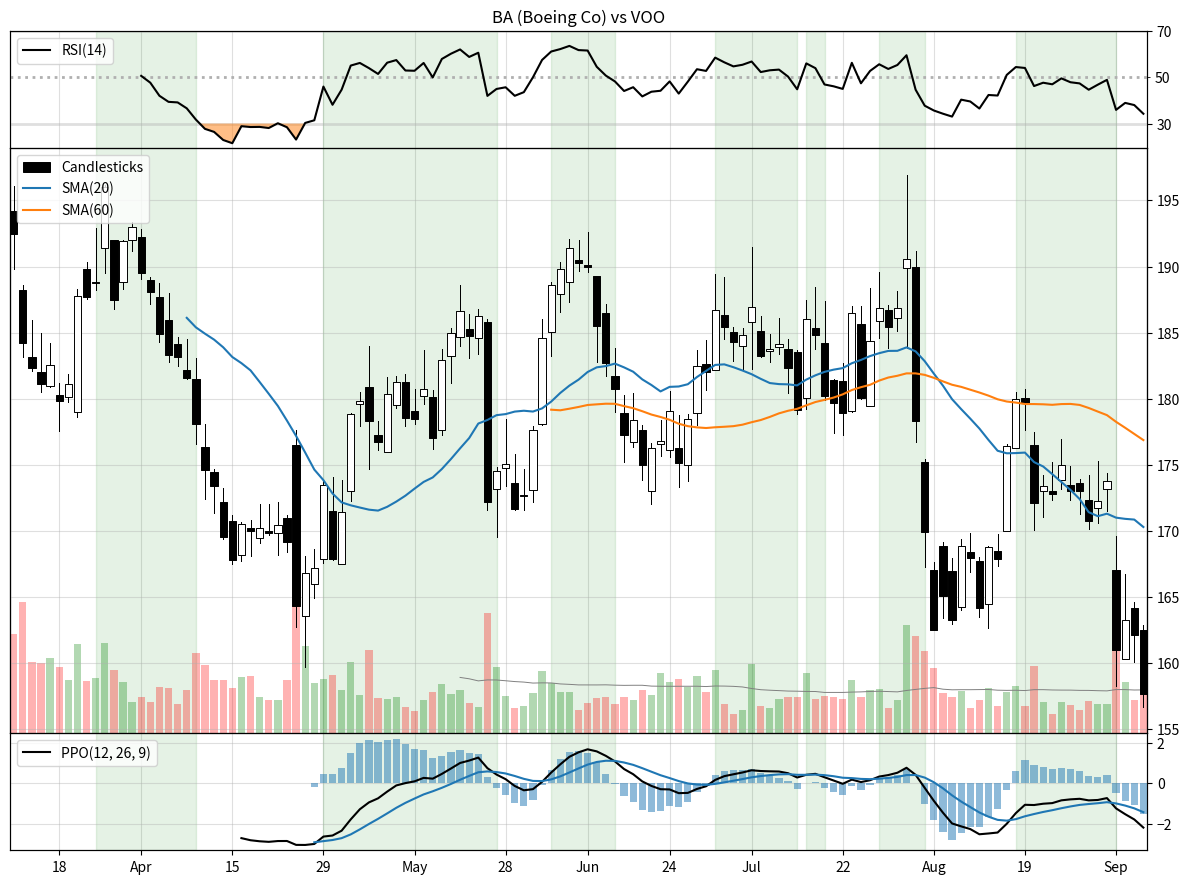 BA (Boeing Co) vs VOO
RSI(14)
70
50
30
Candlesticks
SMA(20)
SMA(60)
195
190
185
180
175
170
165
160
155
PPO(12, 26, 9)
2
0
−2
18 Apr 15 29 May 28 Jun 24 Jul 22 Aug 19 Sep